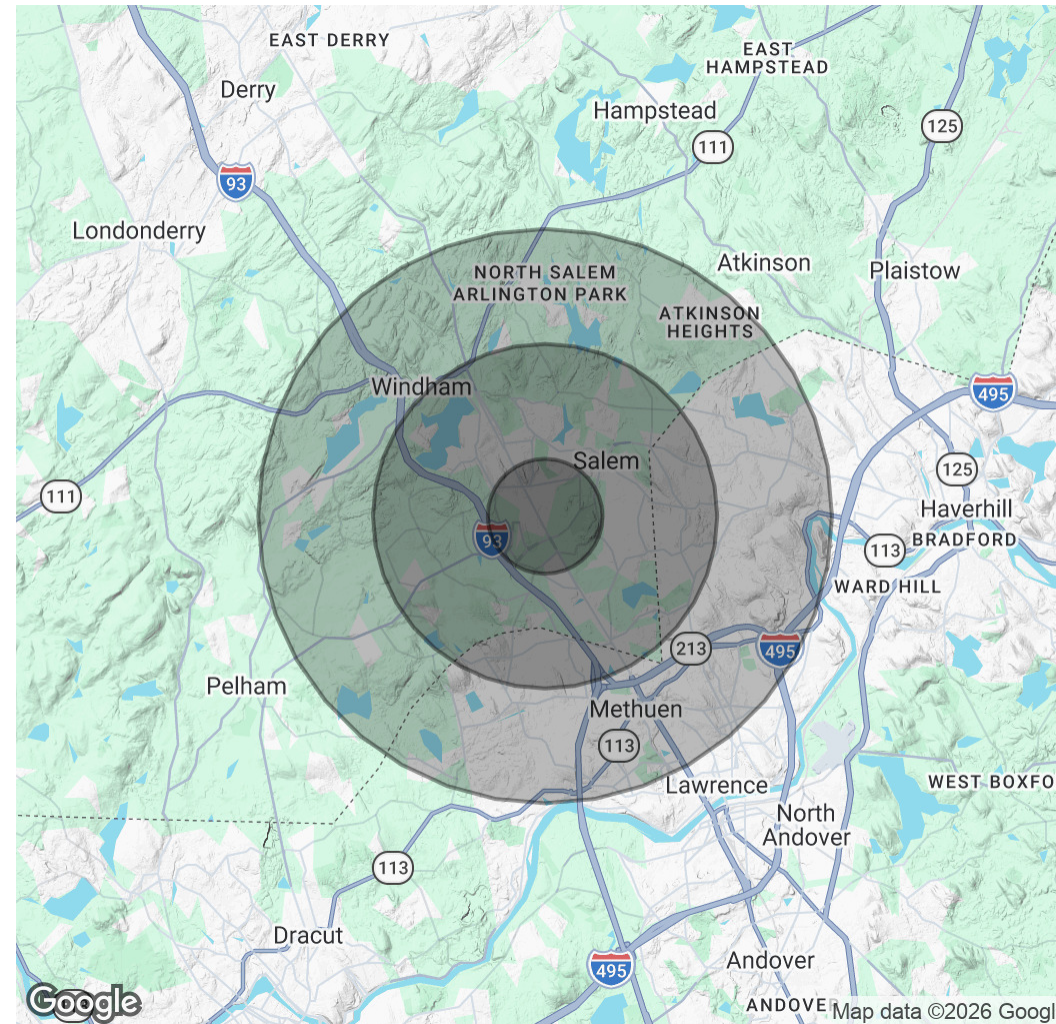 EAST DERRY
EAST
HAMPSTEAD
Derry
Hampstead
125
111
93
Londonderry
Atkinson
Plaistow
NORTH SALEM
ARLINGTON PARK
ATKINSON
HEIGHTS
Windham
495
Salem
125
111
Haverhill
93
BRADFORD
113
WARD HILL
213
495
Pelham
Methuen
113
Lawrence
WEST BOXFO
North
Andover
113
Dracut
Andover
495
Google
ANDOVER
Map data ©2026 Googl